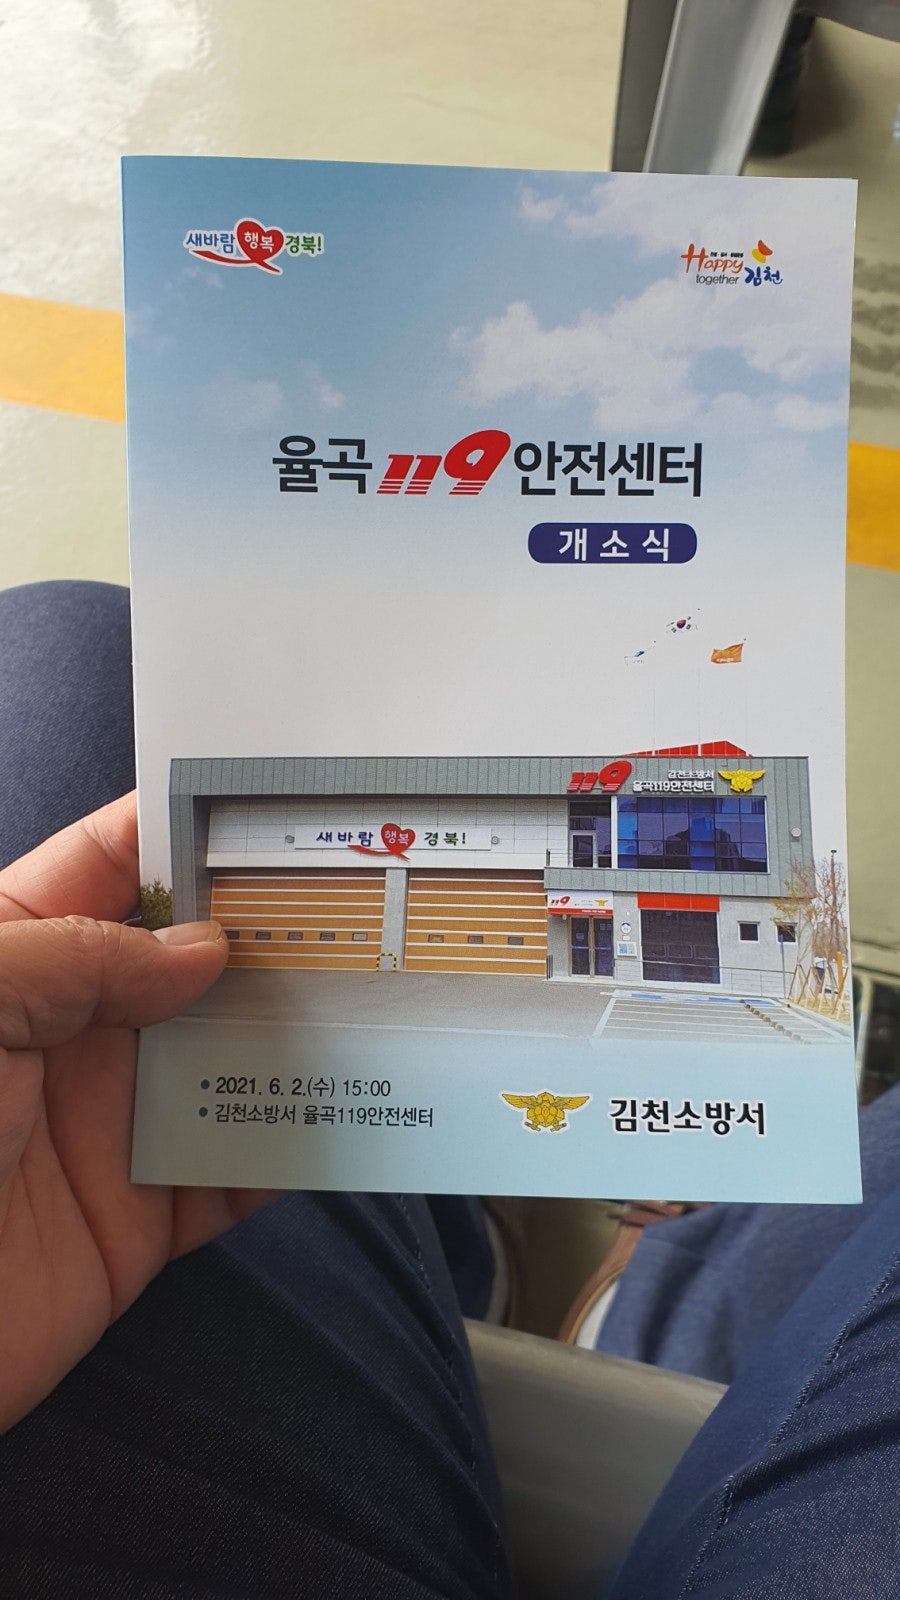 새바람 행복 경북!
Happy together 김천
율곡 119 안전센터
개소식
119 김천소방서
율곡119안전센터
새바람 행복 경북!
119
• 2021. 6. 2.(수) 15:00
• 김천소방서 율곡119안전센터
김천소방서